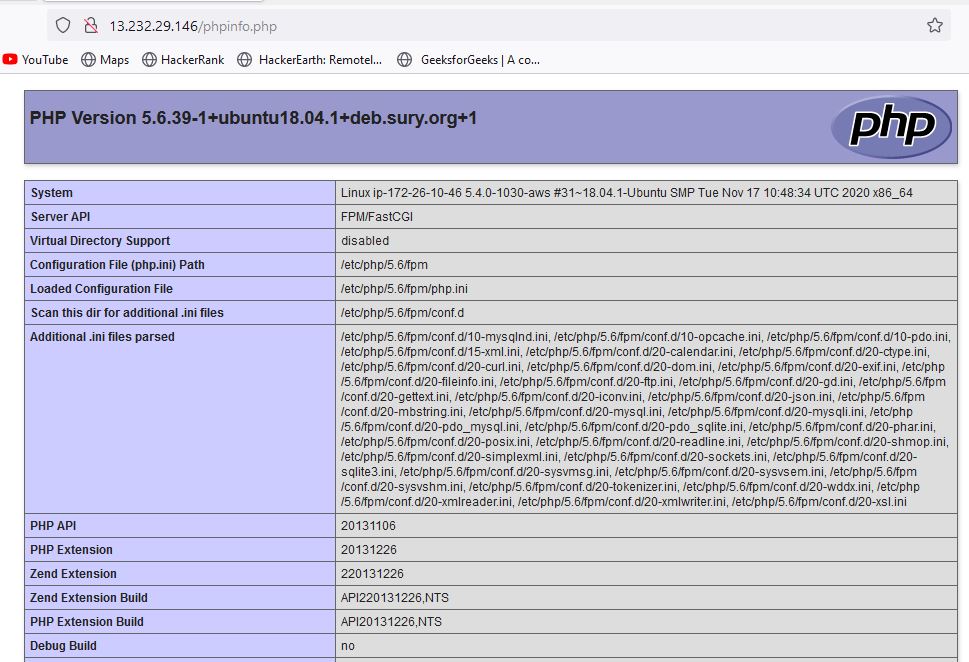 13.232.29.146/phpinfo.php
YouTube Maps HackerRank HackerEarth: Remotel... GeeksforGeeks | A co...
PHP Version 5.6.39-1+ubuntu18.04.1+deb.sury.org+1
php
System Linux ip-172-26-10-46 5.4.0-1030-aws #31~18.04.1-Ubuntu SMP Tue Nov 17 10:48:34 UTC 2020 x86_64
Server API FPM/FastCGI
Virtual Directory Support disabled
Configuration File (php.ini) Path /etc/php/5.6/fpm
Loaded Configuration File /etc/php/5.6/fpm/php.ini
Scan this dir for additional .ini files /etc/php/5.6/fpm/conf.d
Additional .ini files parsed /etc/php/5.6/fpm/conf.d/10-mysqlnd.ini, /etc/php/5.6/fpm/conf.d/10-opcache.ini, /etc/php/5.6/fpm/conf.d/10-pdo.ini,
/etc/php/5.6/fpm/conf.d/15-xml.ini, /etc/php/5.6/fpm/conf.d/20-calendar.ini, /etc/php/5.6/fpm/conf.d/20-ctype.ini,
/etc/php/5.6/fpm/conf.d/20-curl.ini, /etc/php/5.6/fpm/conf.d/20-dom.ini, /etc/php/5.6/fpm/conf.d/20-exif.ini, /etc/php
/5.6/fpm/conf.d/20-fileinfo.ini, /etc/php/5.6/fpm/conf.d/20-ftp.ini, /etc/php/5.6/fpm/conf.d/20-gd.ini, /etc/php/5.6/fpm
/conf.d/20-gettext.ini, /etc/php/5.6/fpm/conf.d/20-iconv.ini, /etc/php/5.6/fpm/conf.d/20-json.ini, /etc/php/5.6/fpm
/conf.d/20-mbstring.ini, /etc/php/5.6/fpm/conf.d/20-mysql.ini, /etc/php/5.6/fpm/conf.d/20-mysqli.ini, /etc/php
/5.6/fpm/conf.d/20-pdo_mysql.ini, /etc/php/5.6/fpm/conf.d/20-pdo_sqlite.ini, /etc/php/5.6/fpm/conf.d/20-phar.ini,
/etc/php/5.6/fpm/conf.d/20-posix.ini, /etc/php/5.6/fpm/conf.d/20-readline.ini, /etc/php/5.6/fpm/conf.d/20-shmop.ini,
/etc/php/5.6/fpm/conf.d/20-simplexml.ini, /etc/php/5.6/fpm/conf.d/20-sockets.ini, /etc/php/5.6/fpm/conf.d/20-
sqlite3.ini, /etc/php/5.6/fpm/conf.d/20-sysvmsg.ini, /etc/php/5.6/fpm/conf.d/20-sysvsem.ini, /etc/php/5.6/fpm
/conf.d/20-sysvshm.ini, /etc/php/5.6/fpm/conf.d/20-tokenizer.ini, /etc/php/5.6/fpm/conf.d/20-wddx.ini, /etc/php
/5.6/fpm/conf.d/20-xmlreader.ini, /etc/php/5.6/fpm/conf.d/20-xmlwriter.ini, /etc/php/5.6/fpm/conf.d/20-xsl.ini
PHP API 20131106
PHP Extension 20131226
Zend Extension 220131226
Zend Extension Build API220131226,NTS
PHP Extension Build API20131226,NTS
Debug Build no